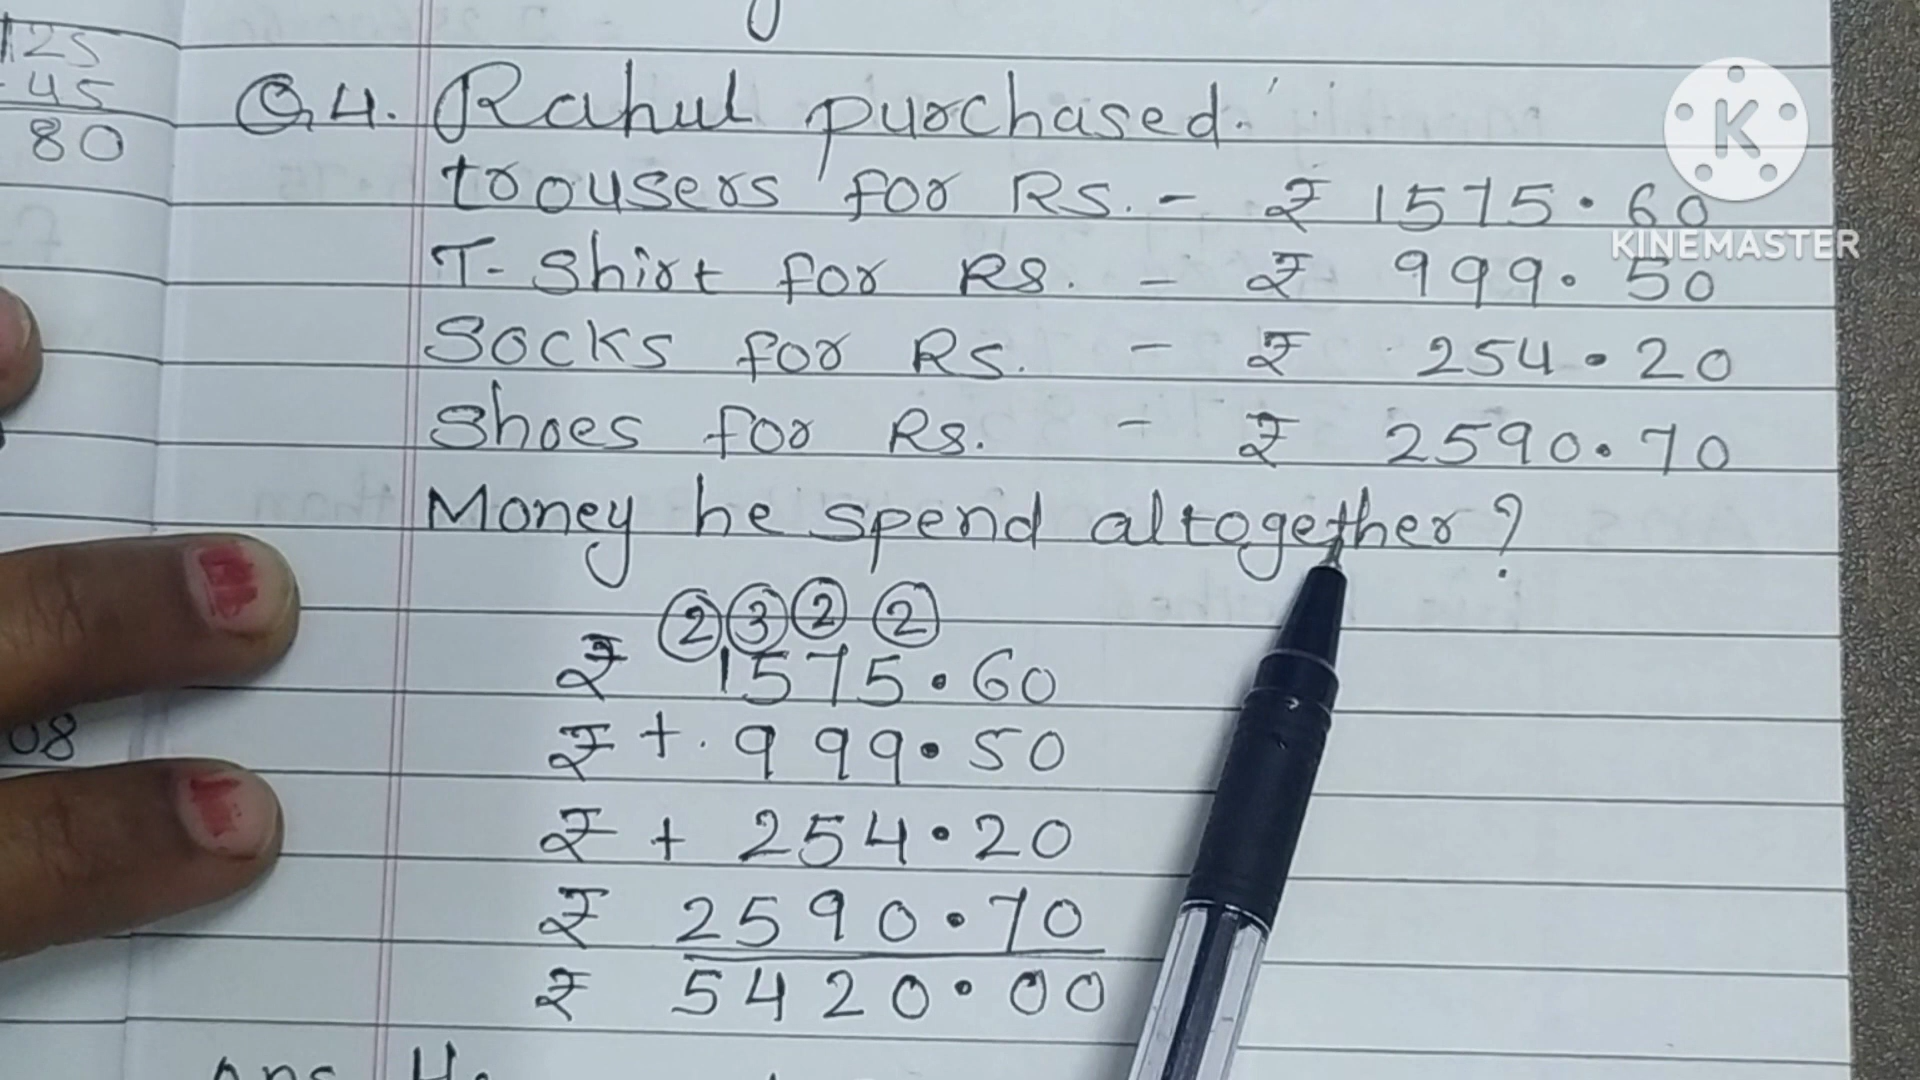 125
-45
80
Q4. Rahul purchased.
trousers for Rs. - ₹ 1575.60
T-Shirt for Rs. - ₹ 999.50
Socks for Rs. - ₹ 254.20
Shoes for Rs. - ₹ 2590.70
Money he spend altogether?
2 3 2 2
₹ 1575.60
₹ + 999.50
08
₹ + 254.20
₹ 2590.70
₹ 5420.00
Ans
K
KINEMASTER